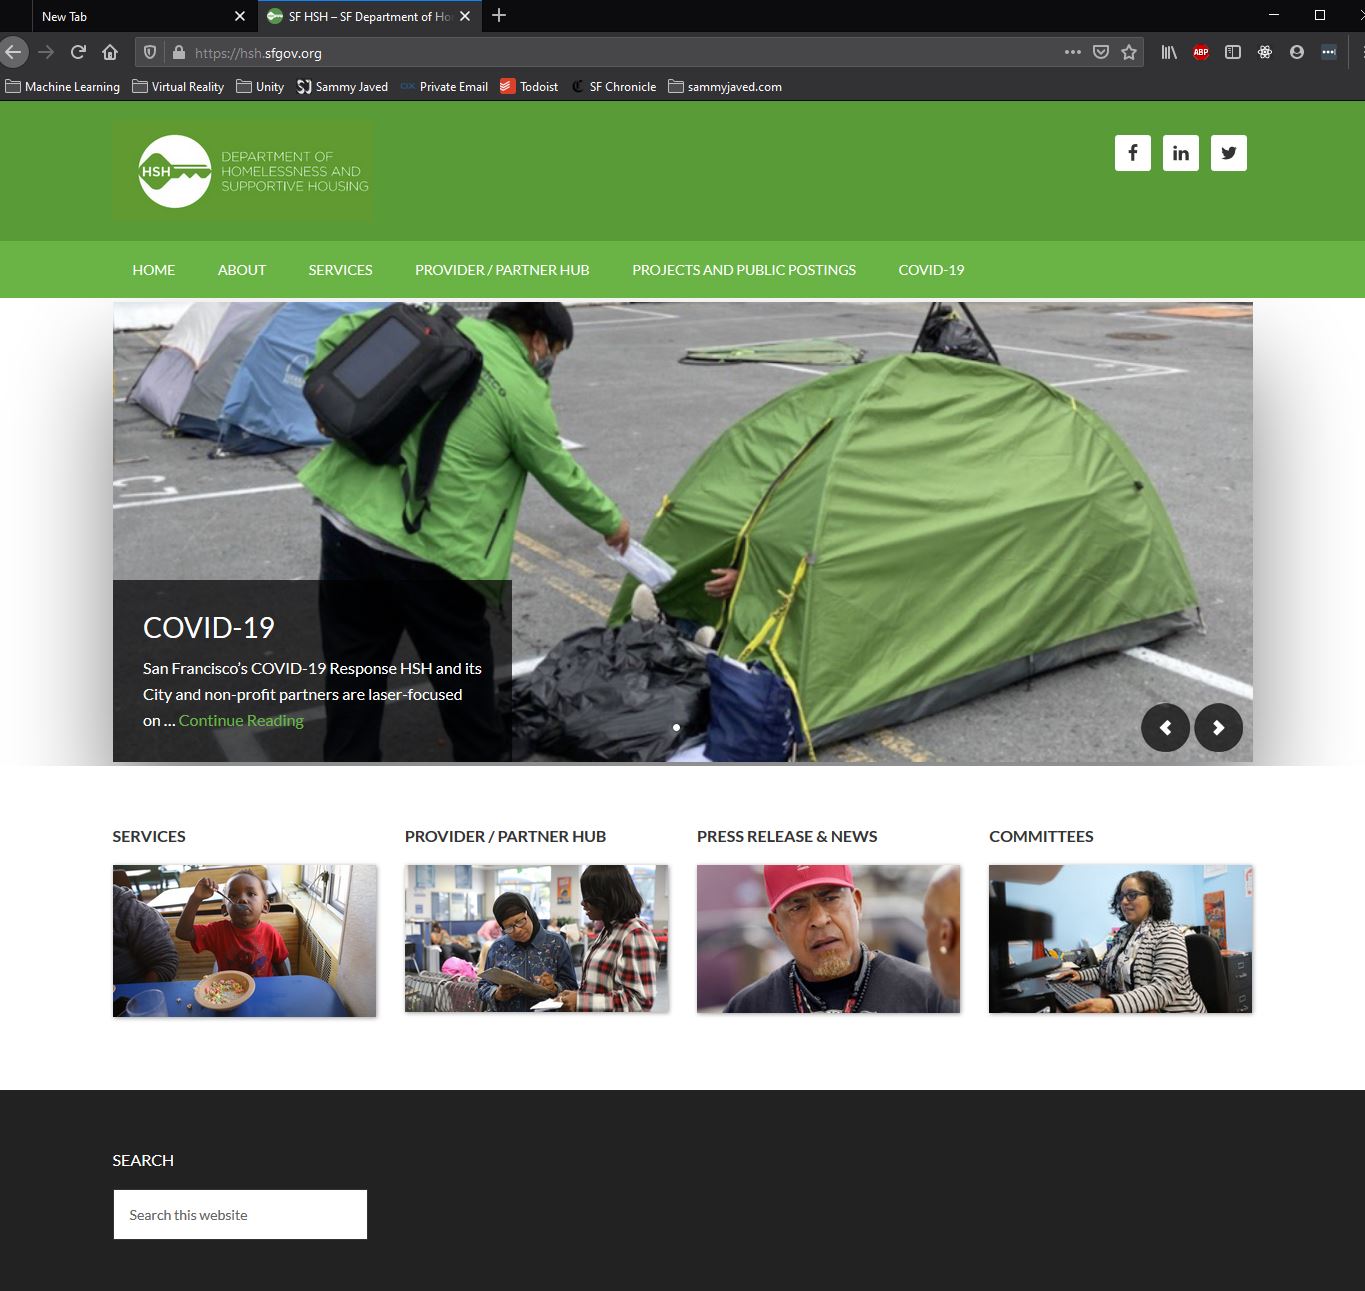 New Tab
SF HSH – SF Department of Ho
https://hsh.sfgov.org
ABP
Machine Learning
Virtual Reality
Unity
Sammy Javed
Private Email
Todoist
SF Chronicle
sammyjaved.com
HSH
DEPARTMENT OF
HOMELESSNESS AND
SUPPORTIVE HOUSING
HOME
ABOUT
SERVICES
PROVIDER / PARTNER HUB
PROJECTS AND PUBLIC POSTINGS
COVID-19
COVID-19
San Francisco’s COVID-19 Response HSH and its
City and non-profit partners are laser-focused
on ... Continue Reading
SERVICES
PROVIDER / PARTNER HUB
PRESS RELEASE & NEWS
COMMITTEES
SEARCH
Search this website